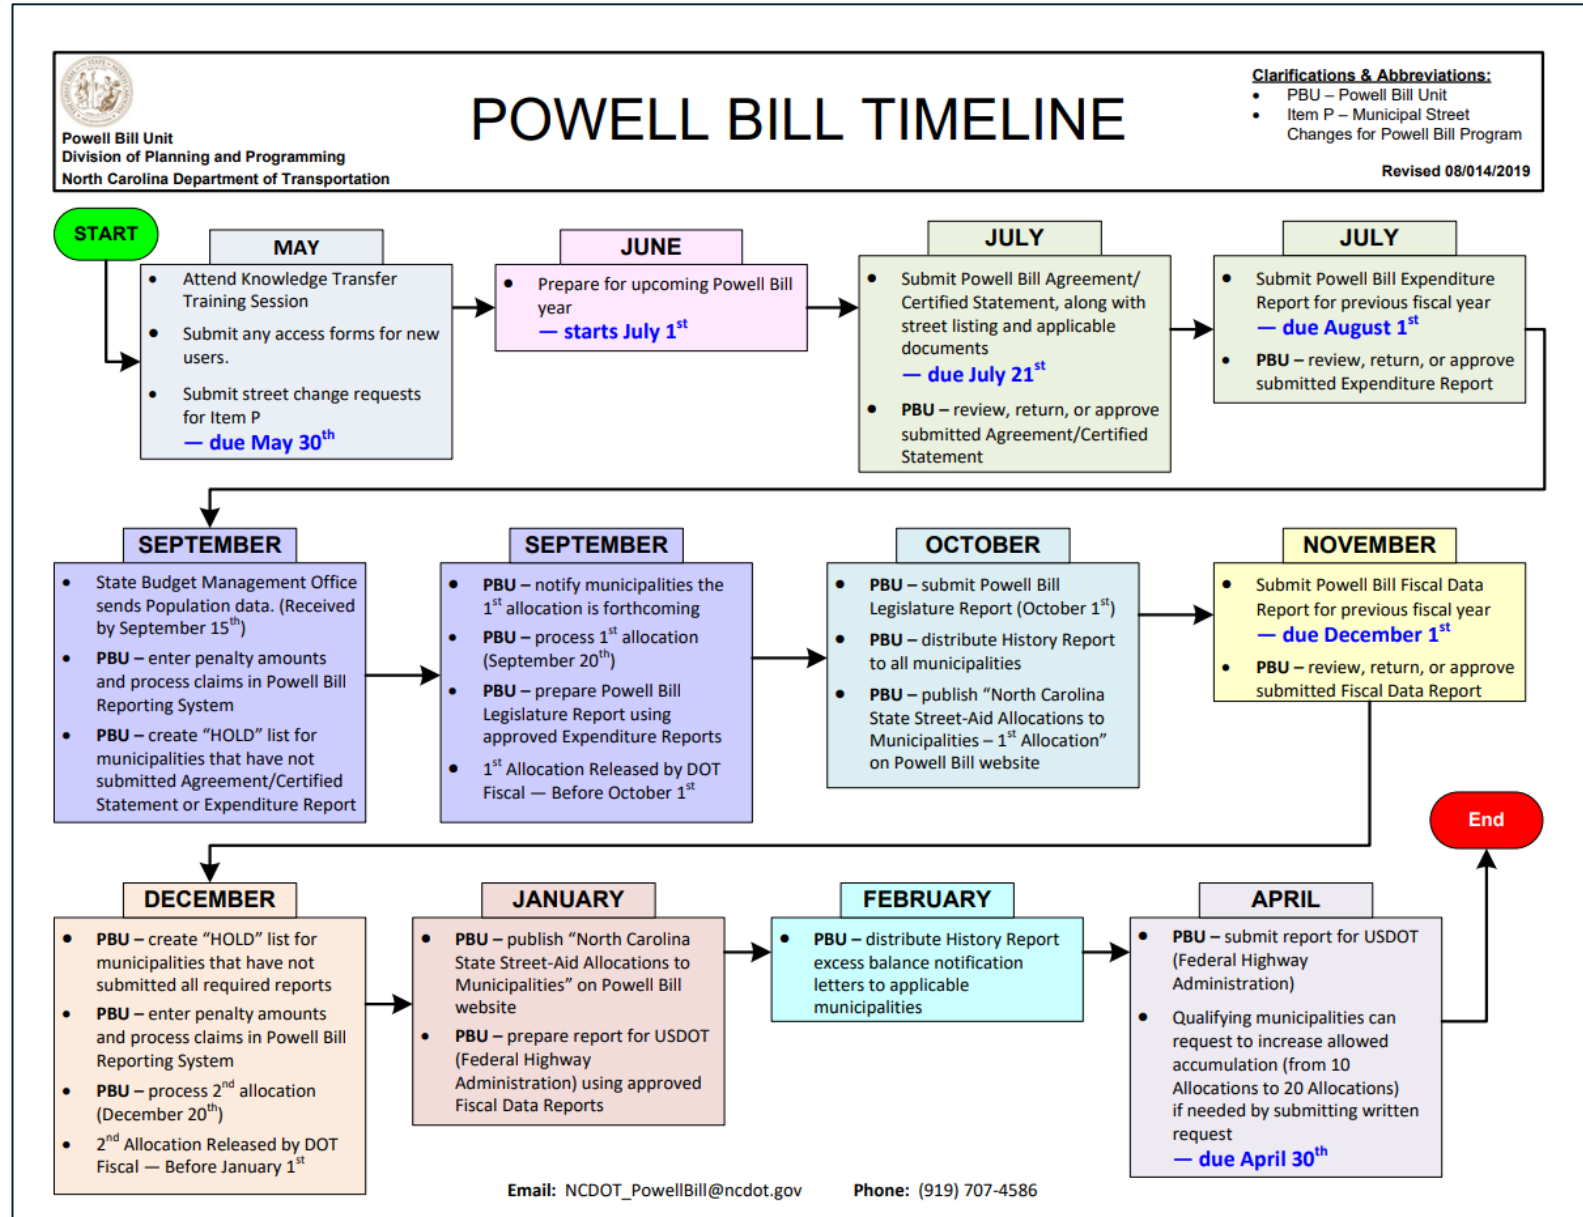 Powell Bill Unit
Division of Planning and Programming
North Carolina Department of Transportation
POWELL BILL TIMELINE
Clarifications & Abbreviations:
• PBU – Powell Bill Unit
• Item P – Municipal Street
Changes for Powell Bill Program
Revised 08/014/2019
START
MAY
• Attend Knowledge Transfer
Training Session
• Submit any access forms for new
users.
• Submit street change requests
for Item P
— due May 30th
JUNE
• Prepare for upcoming Powell Bill
year
— starts July 1st
JULY
• Submit Powell Bill Agreement/
Certified Statement, along with
street listing and applicable
documents
— due July 21st
• PBU – review, return, or approve
submitted Agreement/Certified
Statement
JULY
• Submit Powell Bill Expenditure
Report for previous fiscal year
— due August 1st
• PBU – review, return, or approve
submitted Expenditure Report
SEPTEMBER
• State Budget Management Office
sends Population data. (Received
by September 15th)
• PBU – enter penalty amounts
and process claims in Powell Bill
Reporting System
• PBU – create “HOLD” list for
municipalities that have not
submitted Agreement/Certified
Statement or Expenditure Report
SEPTEMBER
• PBU – notify municipalities the
1st allocation is forthcoming
• PBU – process 1st allocation
(September 20th)
• PBU – prepare Powell Bill
Legislature Report using
approved Expenditure Reports
• 1st Allocation Released by DOT
Fiscal — Before October 1st
OCTOBER
• PBU – submit Powell Bill
Legislature Report (October 1st)
• PBU – distribute History Report
to all municipalities
• PBU – publish “North Carolina
State Street-Aid Allocations to
Municipalities – 1st Allocation”
on Powell Bill website
NOVEMBER
• Submit Powell Bill Fiscal Data
Report for previous fiscal year
— due December 1st
• PBU – review, return, or approve
submitted Fiscal Data Report
End
DECEMBER
• PBU – create “HOLD” list for
municipalities that have not
submitted all required reports
• PBU – enter penalty amounts
and process claims in Powell Bill
Reporting System
• PBU – process 2nd allocation
(December 20th)
• 2nd Allocation Released by DOT
Fiscal — Before January 1st
JANUARY
• PBU – publish “North Carolina
State Street-Aid Allocations to
Municipalities” on Powell Bill
website
• PBU – prepare report for USDOT
(Federal Highway
Administration) using approved
Fiscal Data Reports
FEBRUARY
• PBU – distribute History Report
excess balance notification
letters to applicable
municipalities
APRIL
• PBU – submit report for USDOT
(Federal Highway
Administration)
• Qualifying municipalities can
request to increase allowed
accumulation (from 10
Allocations to 20 Allocations)
if needed by submitting written
request
— due April 30th
Email: NCDOT_PowellBill@ncdot.gov Phone: (919) 707-4586